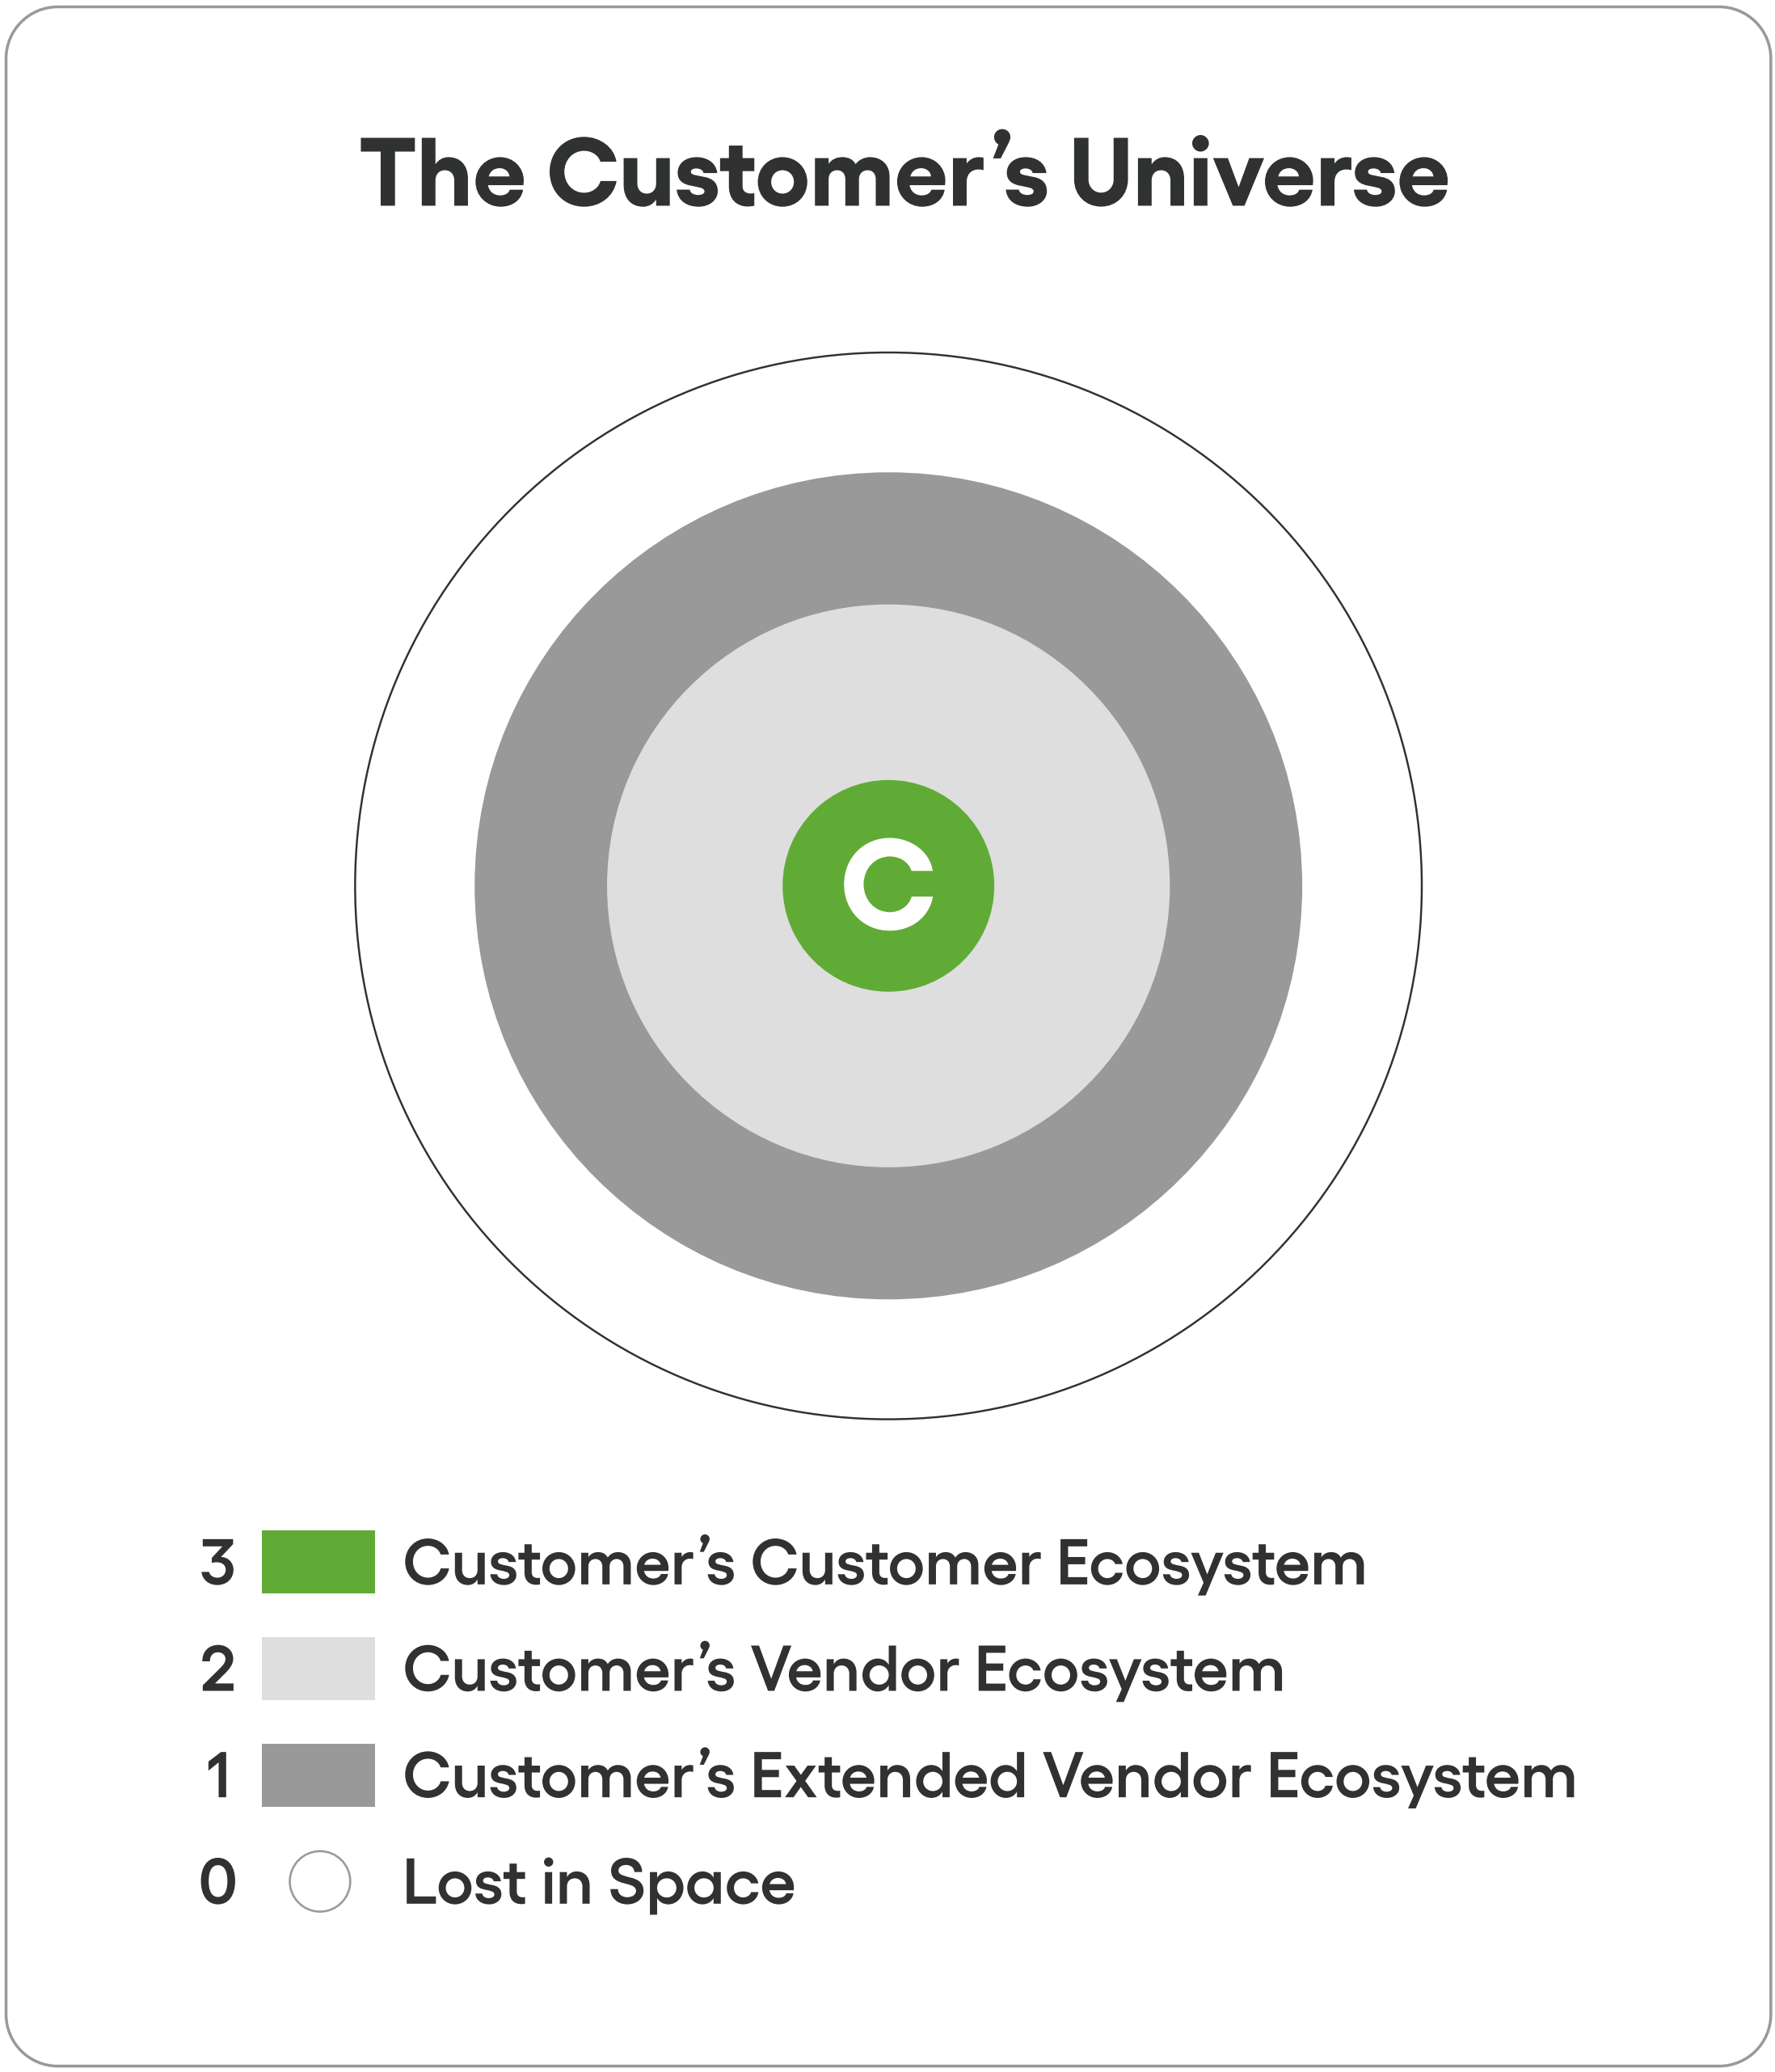 The Customer’s Universe
C
3 Customer’s Customer Ecosystem
2 Customer’s Vendor Ecosystem
1 Customer’s Extended Vendor Ecosystem
0 Lost in Space